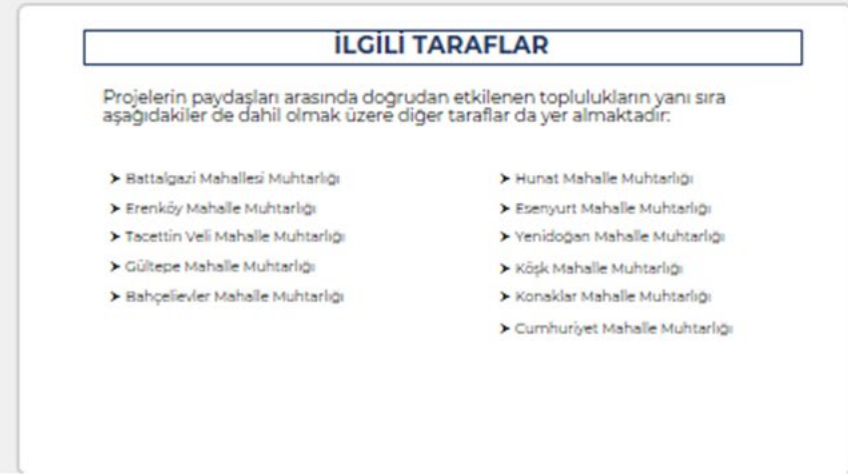 İLGİLİ TARAFLAR
Projelerin paydaşları arasında doğrudan etkilenen toplulukların yanı sıra
aşağıdakiler de dahil olmak üzere diğer taraflar da yer almaktadır:
➤ Battalgazi Mahallesi Muhtarlığı
➤ Erenköy Mahalle Muhtarlığı
➤ Tacettin Veli Mahalle Muhtarlığı
➤ Gültepe Mahalle Muhtarlığı
➤ Bahçelievler Mahalle Muhtarlığı
➤ Hunat Mahalle Muhtarlığı
➤ Esenyurt Mahalle Muhtarlığı
➤ Yenidoğan Mahalle Muhtarlığı
➤ Köşk Mahalle Muhtarlığı
➤ Konaklar Mahalle Muhtarlığı
➤ Cumhuriyet Mahalle Muhtarlığı